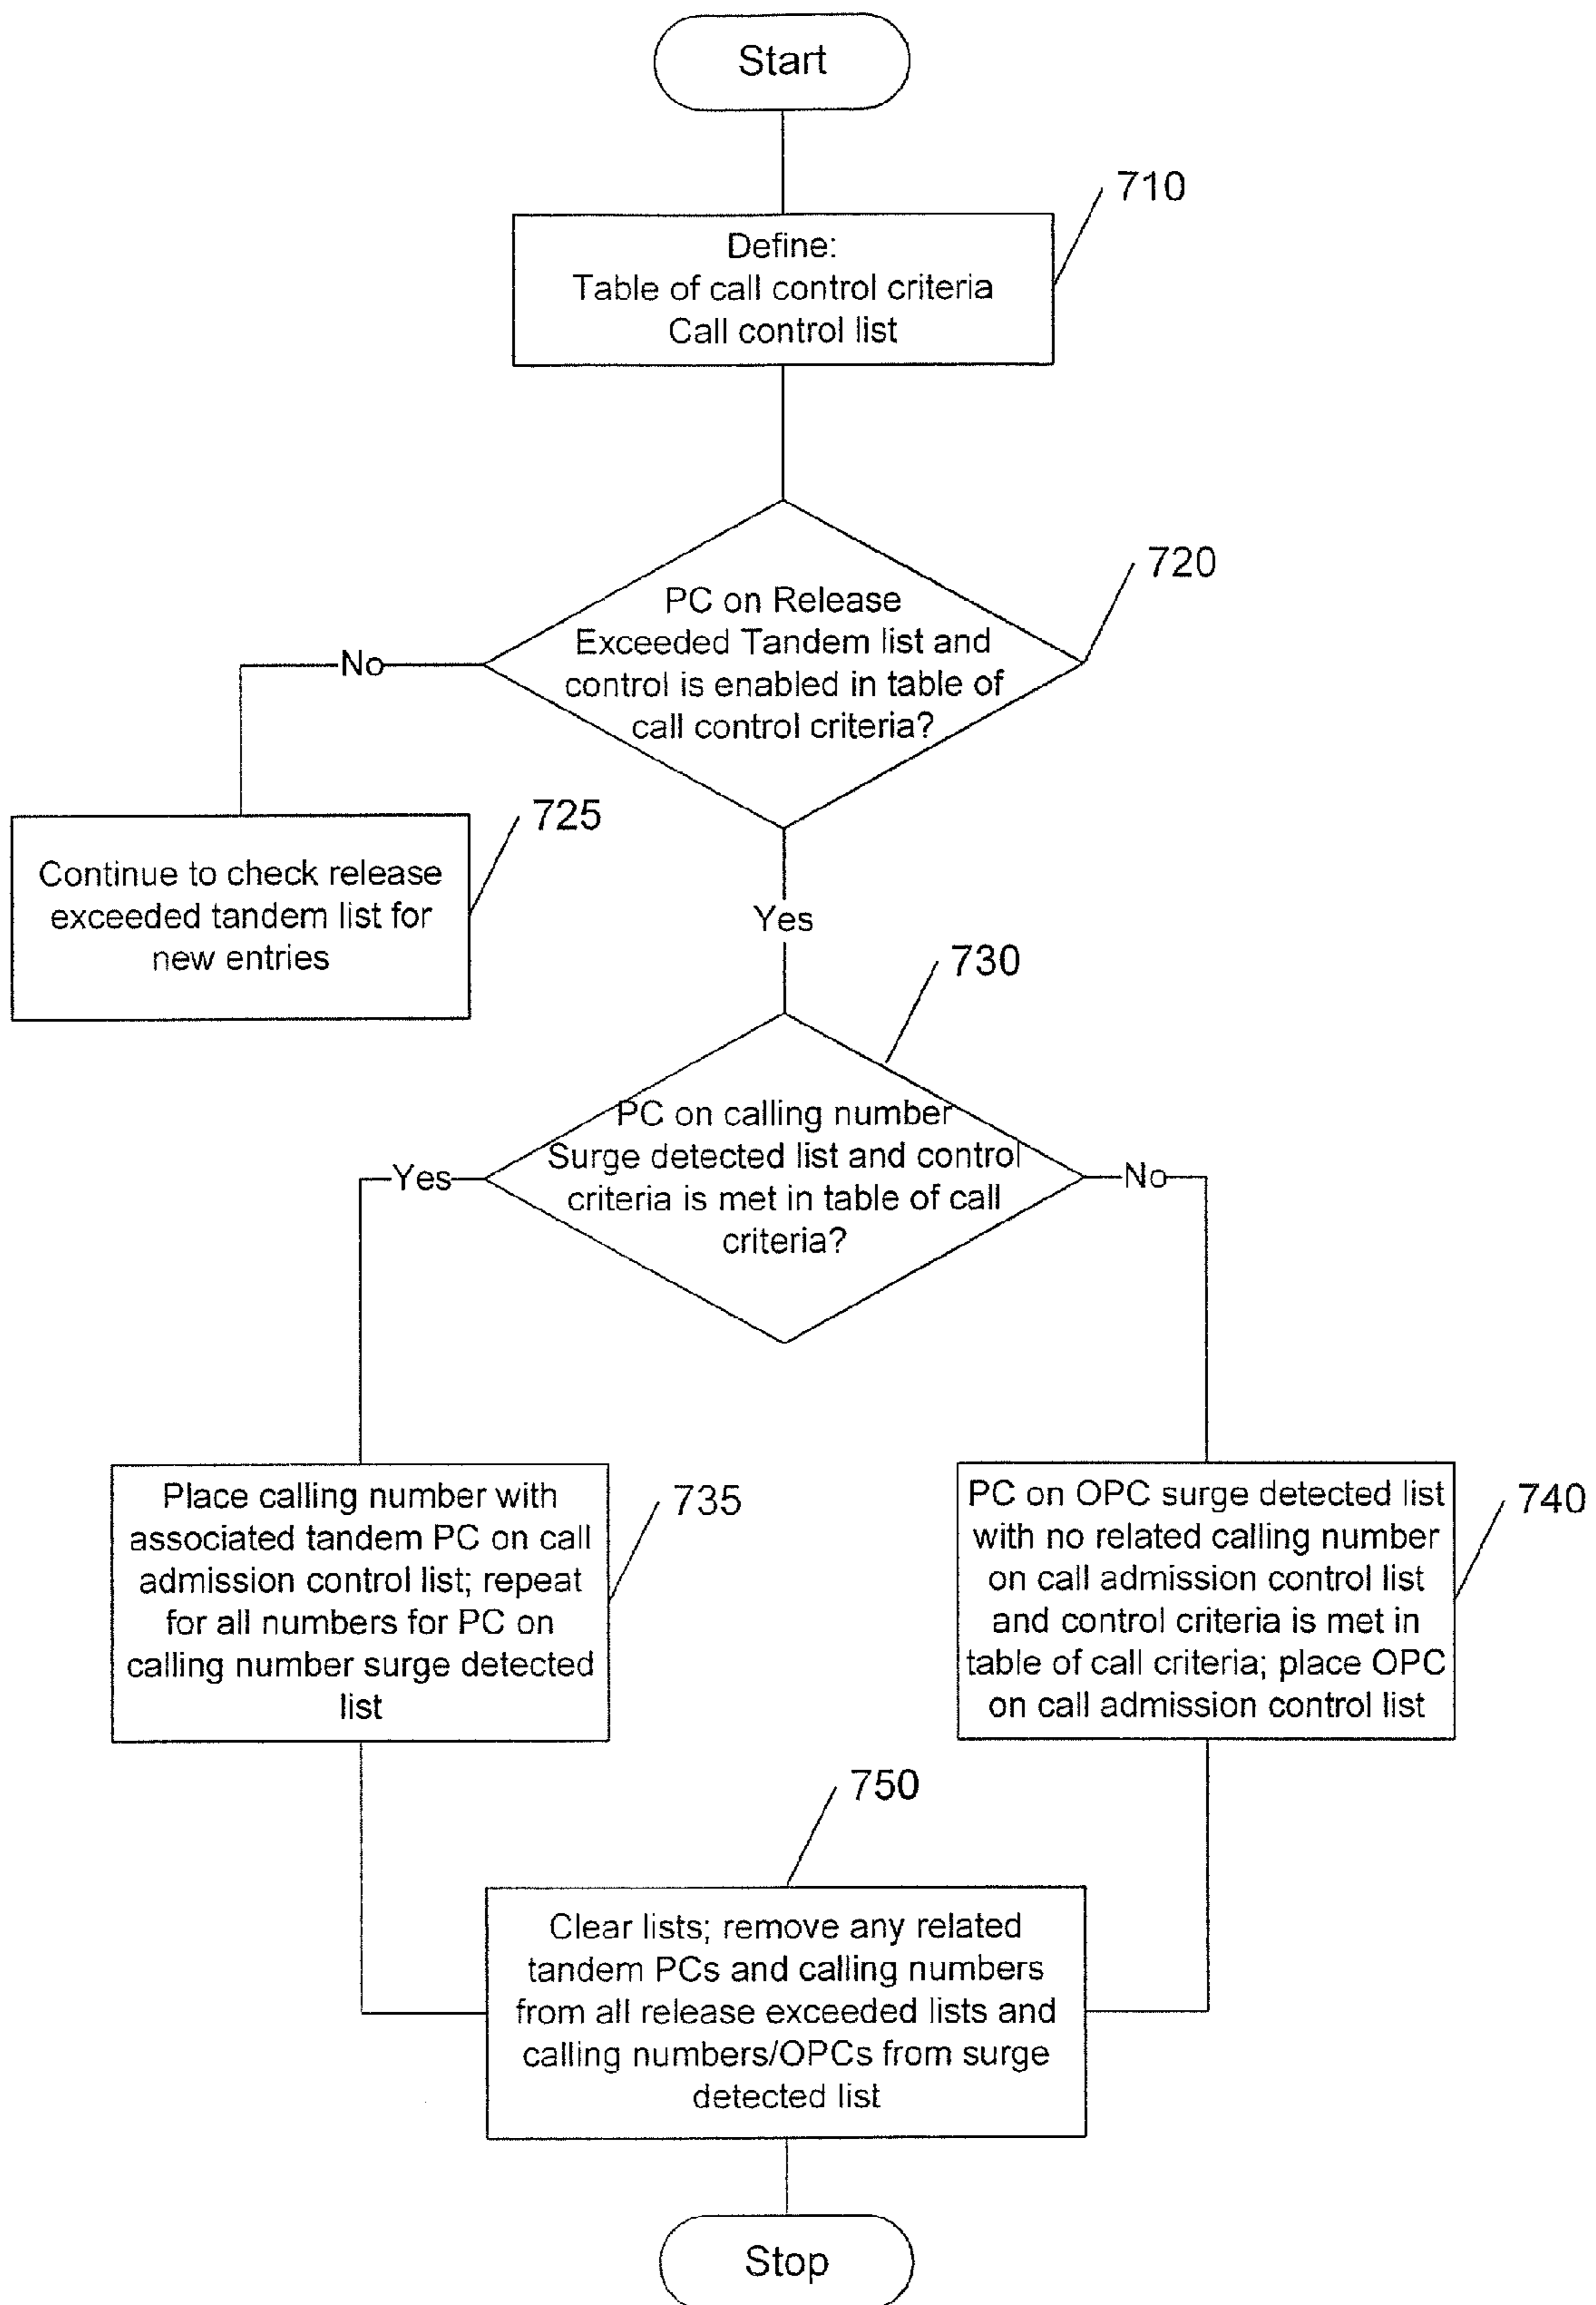 Start
710
Define:
Table of call control criteria
Call control list
720
PC on Release
Exceeded Tandem list and
control is enabled in table of
call control criteria?
No
725
Continue to check release
exceeded tandem list for
new entries
Yes
730
PC on calling number
Surge detected list and control
criteria is met in table of call
criteria?
Yes
No
Place calling number with
associated tandem PC on call
admission control list; repeat
for all numbers for PC on
calling number surge detected
list
735
PC on OPC surge detected list
with no related calling number
on call admission control list
and control criteria is met in
table of call criteria; place OPC
on call admission control list
740
750
Clear lists; remove any related
tandem PCs and calling numbers
from all release exceeded lists and
calling numbers/OPCs from surge
detected list
Stop